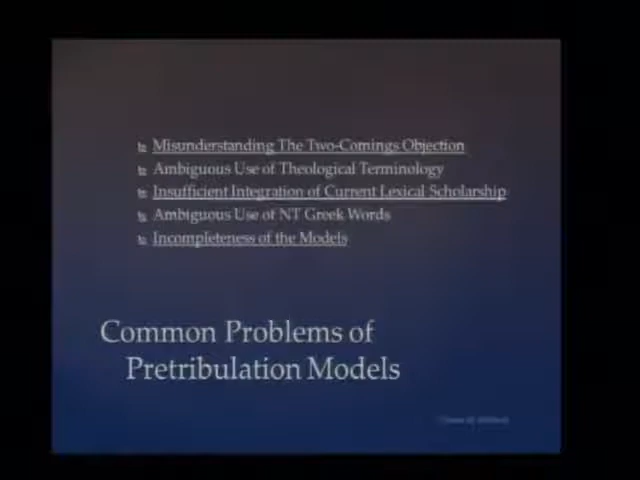 Misunderstanding The Two-Comings Objection
Ambiguous Use of Theological Terminology
Insufficient Integration of Current Lexical Scholarship
Ambiguous Use of NT Greek Words
Incompleteness of the Models
Common Problems of
Pretribulation Models